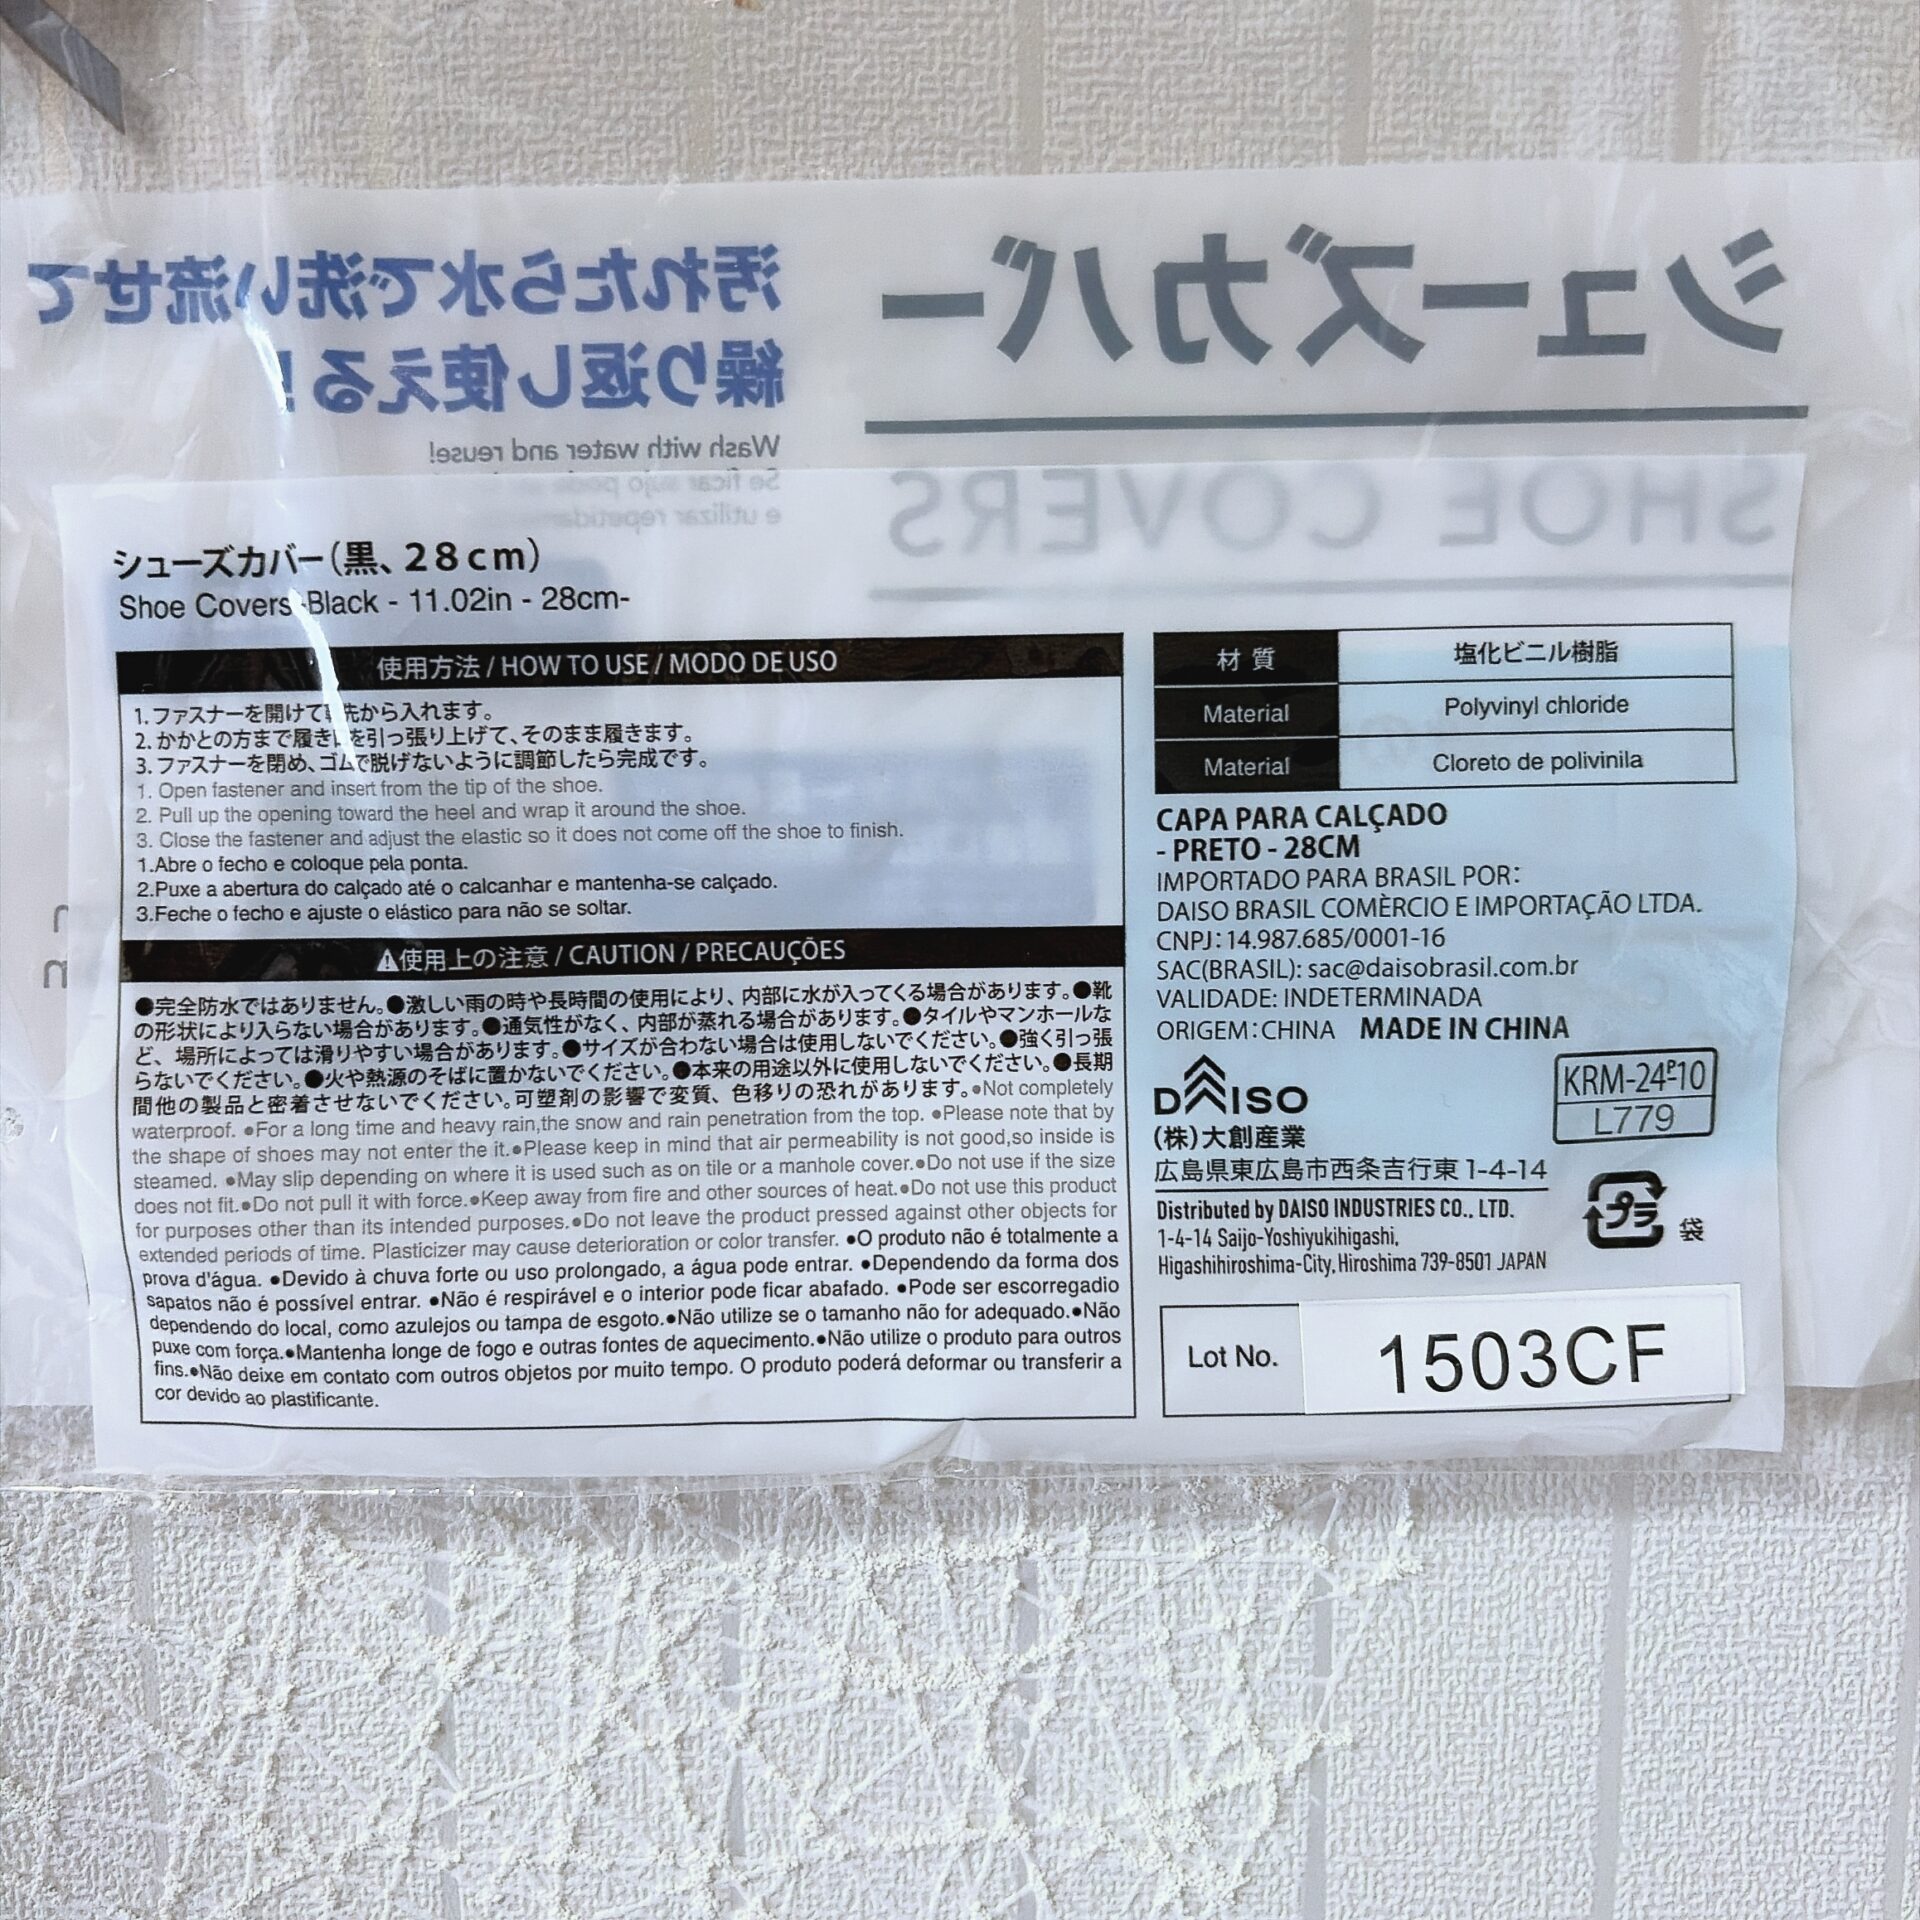 シューズカバー
SHOE COVERS
汚れたら水で洗い流せて
繰り返し使える!
Wash with water and reuse!
シューズカバー(黒、28cm)
Shoe Covers -Black - 11.02in - 28cm-
使用方法 / HOW TO USE / MODO DE USO
1. ファスナーを開けて靴先から入れます。
2. かかとの方まで履き口を引っ張り上げて、そのまま履きます。
3. ファスナーを閉め、ゴムで脱げないように調節したら完成です。
1. Open fastener and insert from the tip of the shoe.
2. Pull up the opening toward the heel and wrap it around the shoe.
3. Close the fastener and adjust the elastic so it does not come off the shoe to finish.
1.Abre o fecho e coloque pela ponta.
2.Puxe a abertura do calçado até o calcanhar e mantenha-se calçado.
3.Feche o fecho e ajuste o elástico para não se soltar.
⚠使用上の注意 / CAUTION / PRECAUÇÕES
●完全防水ではありません。●激しい雨の時や長時間の使用により、内部に水が入ってくる場合があります。●靴
の形状により入らない場合があります。●通気性がなく、内部が蒸れる場合があります。●タイルやマンホールな
ど、場所によっては滑りやすい場合があります。●サイズが合わない場合は使用しないでください。●強く引っ張
らないでください。●火や熱源のそばに置かないでください。●本来の用途以外に使用しないでください。●長期
間他の製品と密着させないでください。可塑剤の影響で変質、色移りの恐れがあります。●Not completely
waterproof. ●For a long time and heavy rain,the snow and rain penetration from the top. ●Please note that by
the shape of shoes may not enter the it.●Please keep in mind that air permeability is not good,so inside is
steamed. ●May slip depending on where it is used such as on tile or a manhole cover.●Do not use if the size
does not fit.●Do not pull it with force.●Keep away from fire and other sources of heat.●Do not use this product
for purposes other than its intended purposes.●Do not leave the product pressed against other objects for
extended periods of time. Plasticizer may cause deterioration or color transfer. ●O produto não é totalmente a
prova d'água. ●Devido à chuva forte ou uso prolongado, a água pode entrar. ●Dependendo da forma dos
sapatos não é possível entrar. ●Não é respirável e o interior pode ficar abafado. ●Pode ser escorregadio
dependendo do local, como azulejos ou tampa de esgoto.●Não utilize se o tamanho não for adequado.●Não
puxe com força.●Mantenha longe de fogo e outras fontes de aquecimento.●Não utilize o produto para outros
fins.●Não deixe em contato com outros objetos por muito tempo. O produto poderá deformar ou transferir a
cor devido ao plastificante.
材質 塩化ビニル樹脂
Material Polyvinyl chloride
Material Cloreto de polivinila
CAPA PARA CALÇADO
- PRETO - 28CM
IMPORTADO PARA BRASIL POR:
DAISO BRASIL COMÈRCIO E IMPORTAÇÃO LTDA.
CNPJ: 14.987.685/0001-16
SAC(BRASIL): sac@daisobrasil.com.br
VALIDADE: INDETERMINADA
ORIGEM: CHINA MADE IN CHINA
DAISO
KRM-24P-10
L779
(株)大創産業
広島県東広島市西条吉行東 1-4-14
Distributed by DAISO INDUSTRIES CO., LTD.
1-4-14 Saijo-Yoshiyukihigashi,
Higashihiroshima-City, Hiroshima 739-8501 JAPAN
プラ 袋
Lot No. 1503CF